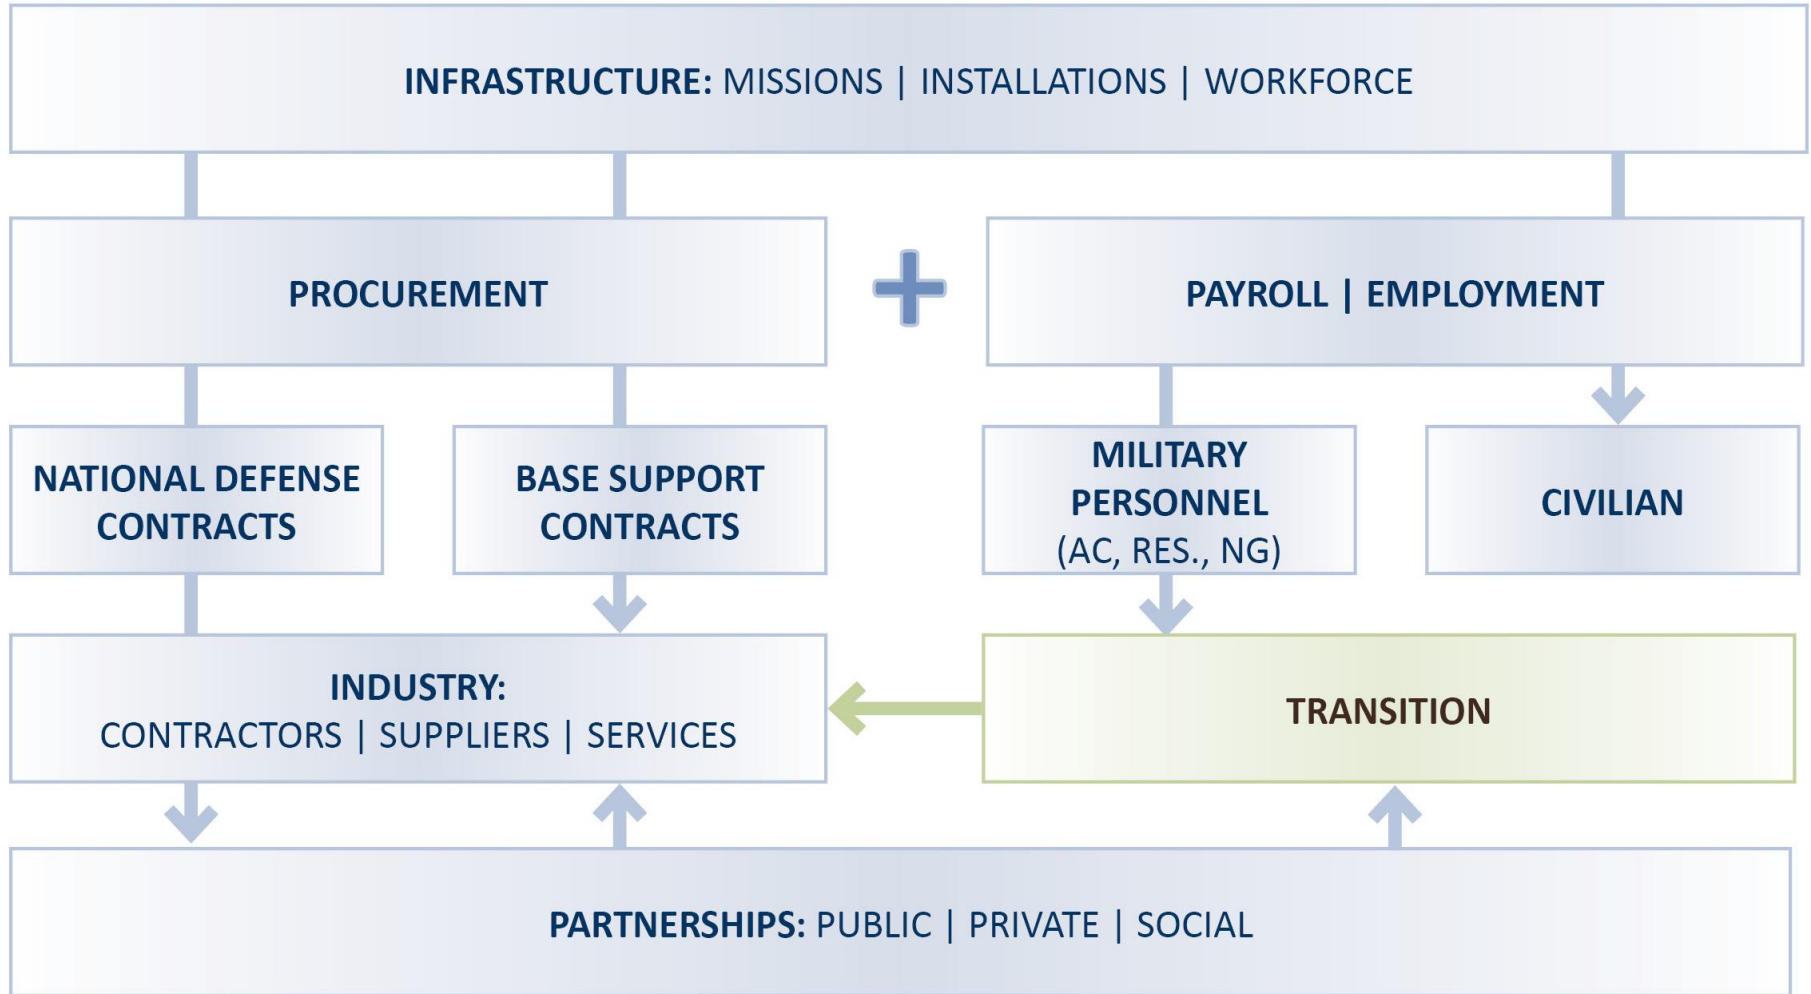 INFRASTRUCTURE: MISSIONS | INSTALLATIONS | WORKFORCE
PROCUREMENT
PAYROLL | EMPLOYMENT
NATIONAL DEFENSE
CONTRACTS
BASE SUPPORT
CONTRACTS
MILITARY
PERSONNEL
(AC, RES., NG)
CIVILIAN
INDUSTRY:
CONTRACTORS | SUPPLIERS | SERVICES
TRANSITION
PARTNERSHIPS: PUBLIC | PRIVATE | SOCIAL